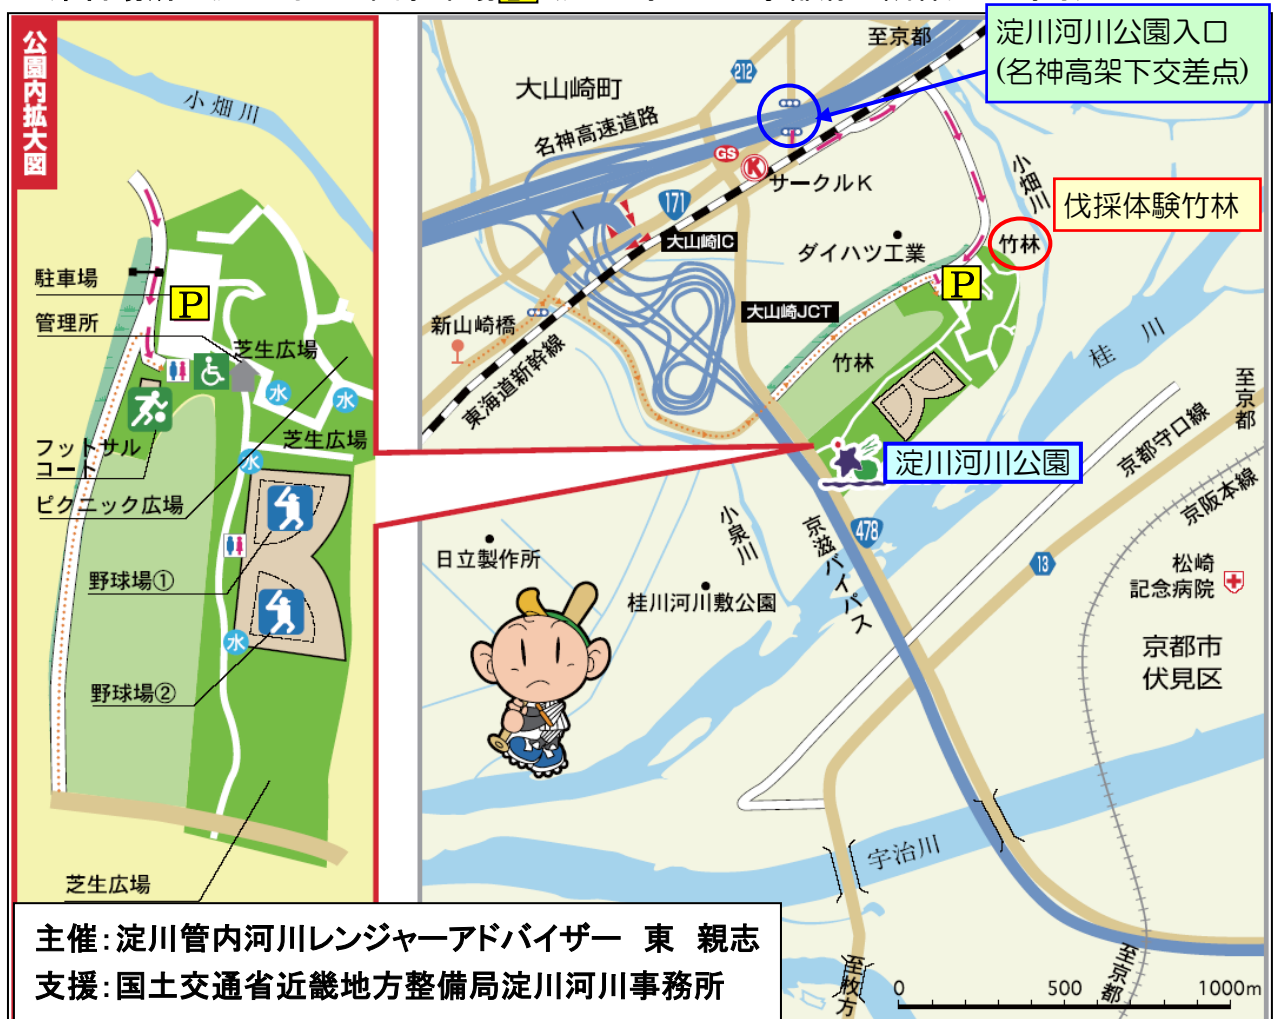 公園内拡大図
小畑川
駐車場
P
管理所
芝生広場
水
水
フットサル
コート
芝生広場
水
ピクニック広場
野球場①
水
野球場②
芝生広場
至京都
淀川河川公園入口
(名神高架下交差点)
212
大山崎町
名神高速道路
GS
K
サークルK
小畑川
伐採体験竹林
171
大山崎IC
竹林
ダイハツ工業
P
大山崎JCT
新山崎橋
東海道新幹線
竹林
桂川
至京都
京都守口線
淀川河川公園
京阪本線
小泉川
京滋バイパス
478
13
日立製作所
松崎
記念病院
桂川河川敷公園
京都市
伏見区
宇治川
至枚方
至京都
0 500 1000m
主催:淀川管内河川レンジャーアドバイザー 東 親志
支援:国土交通省近畿地方整備局淀川河川事務所